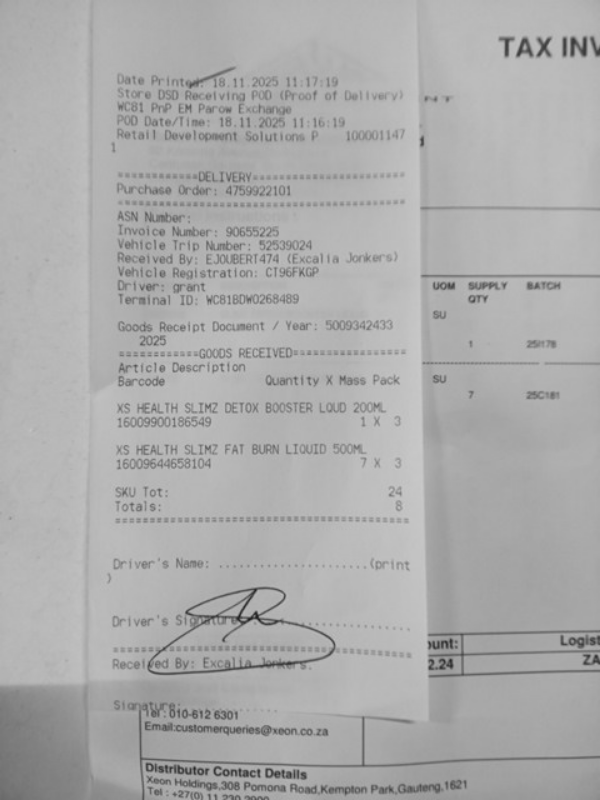 TAX INV
Date Printed: 18.11.2025 11:17:19
Store DSD Receiving POD (Proof of Delivery)
WC81 PnP EM Parow Exchange
POD Date/Time: 18.11.2025 11:16:19
Retail Development Solutions P 100001147
1
===========DELIVERY=======================
Purchase Order: 4759922101
==========================================
ASN Number:
Invoice Number: 90655225
Vehicle Trip Number: 52539024
Received By: EJOUBERT474 (Excalia Jonkers)
Vehicle Registration: CT96FKGP
Driver: grant
Terminal ID: WC81BDW0268489
Goods Receipt Document / Year: 5009342433
2025
===========GOODS RECEIVED================
Article Description
Barcode Quantity X Mass Pack
XS HEALTH SLIMZ DETOX BOOSTER LQUD 200ML
16009900186549 1 X 3
XS HEALTH SLIMZ FAT BURN LIQUID 500ML
16009644658104 7 X 3
SKU Tot: 24
Totals: 8
==========================================
Driver's Name: ......................(print
)
Driver's Signature: ......................
==========================================
Received By: Excalia Jonkers.
Signature: ..............
UOM SUPPLY QTY BATCH
SU
1 25I178
SU
7 25C181
ount: Logist
2.24 ZA
Tel : 010-612 6301
Email:customerqueries@xeon.co.za
Distributor Contact Details
Xeon Holdings,308 Pomona Road,Kempton Park,Gauteng,1621
Tel : +27(0) 11 230 2000